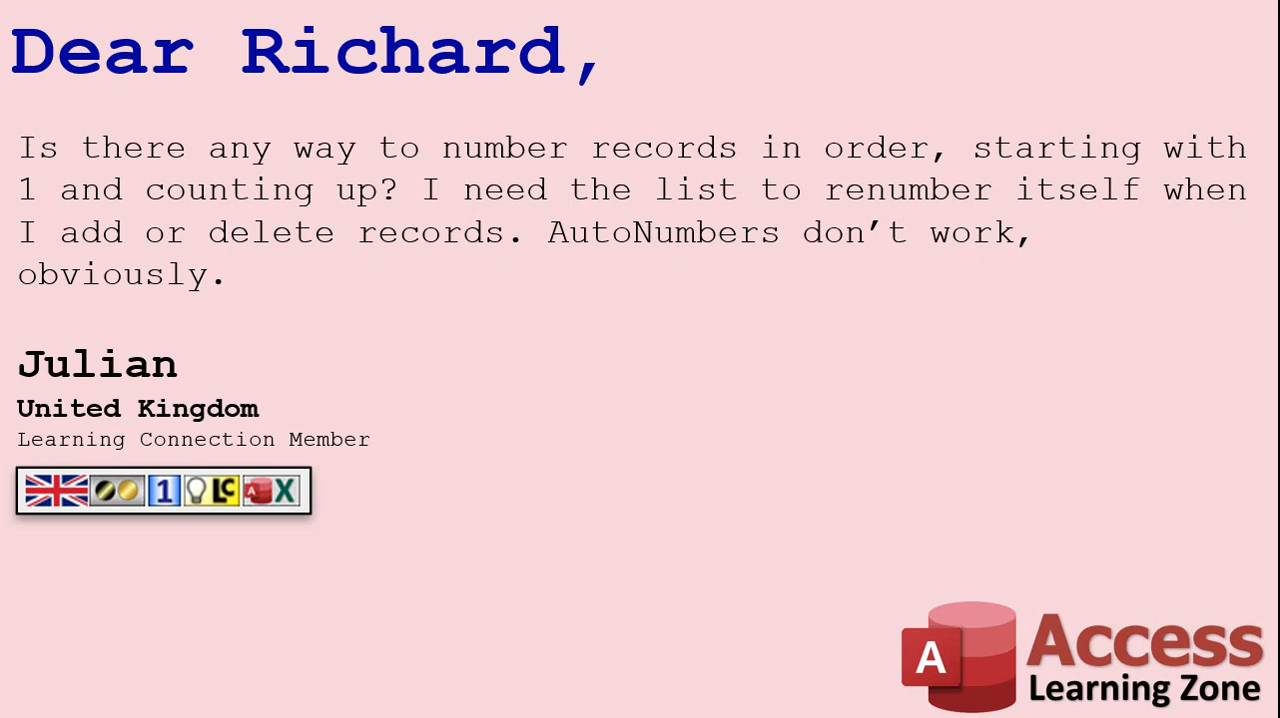 Dear Richard,
Is there any way to number records in order, starting with
1 and counting up? I need the list to renumber itself when
I add or delete records. AutoNumbers don’t work,
obviously.
Julian
United Kingdom
Learning Connection Member
1 LC A X
A Access
Learning Zone